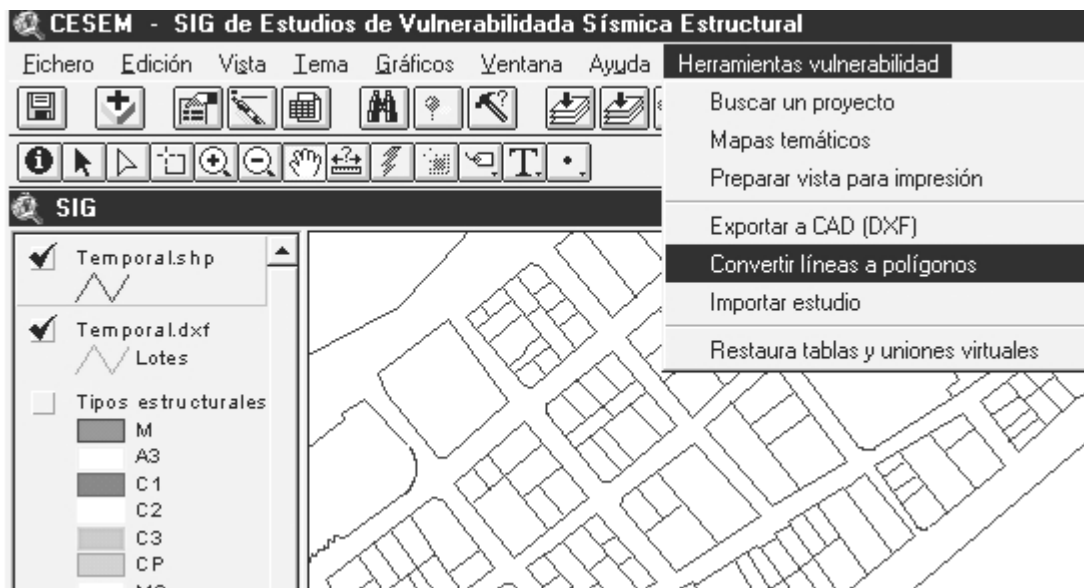 CESEM - SIG de Estudios de Vulnerabilidada Sísmica Estructural
Fichero Edición Vista Tema Gráficos Ventana Ayuda Herramientas vulnerabilidad
Buscar un proyecto
Mapas temáticos
Preparar vista para impresión
Exportar a CAD (DXF)
Convertir líneas a polígonos
Importar estudio
Restaura tablas y uniones virtuales
SIG
Temporal.shp
Temporal.dxf
Lotes
Tipos estructurales
M
A3
C1
C2
C3
CP